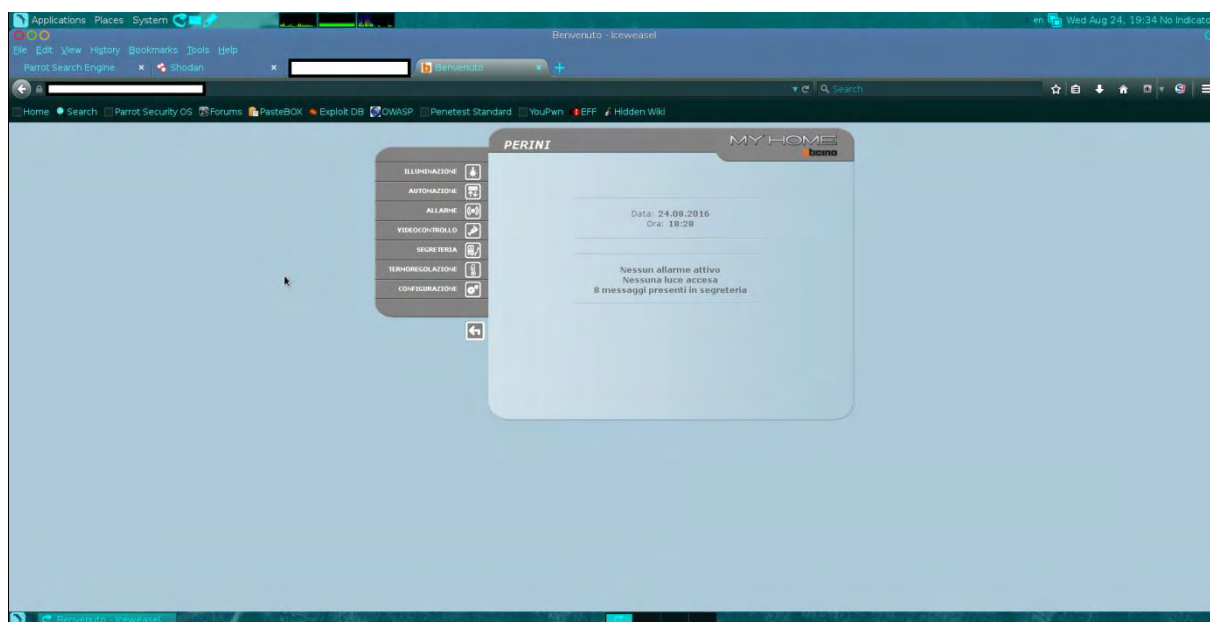 Applications Places System
en Wed Aug 24, 19:34 No Indicato
Benvenuto - Iceweasel
File Edit View History Bookmarks Tools Help
Parrot Search Engine
Shodan
Benvenuto
Search
Home Search Parrot Security OS Forums PasteBOX Exploit DB OWASP Penetest Standard YouPwn EFF Hidden Wiki
PERINI
MY HOME
bticino
ILLUMINAZIONE
AUTOMAZIONE
ALLARME
VIDEOCONTROLLO
SEGRETERIA
TERMOREGOLAZIONE
CONFIGURAZIONE
Data: 24.08.2016
Ora: 18:28
Nessun allarme attivo
Nessuna luce accesa
8 messaggi presenti in segreteria
Benvenuto - Iceweasel